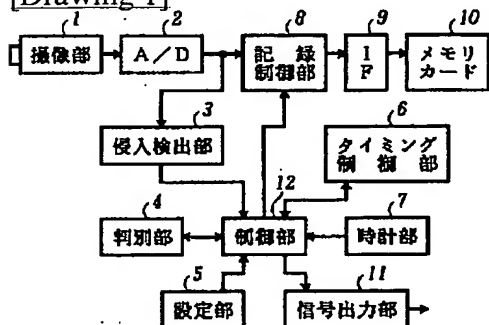 [Drawing 1]
1
2
8
9
10
撮像部
A/D
記録
制御部
I
F
メモリ
カード
3
侵入検出部
6
タイミング
制御部
12
4
判別部
制御部
7
時計部
5
設定部
11
信号出力部